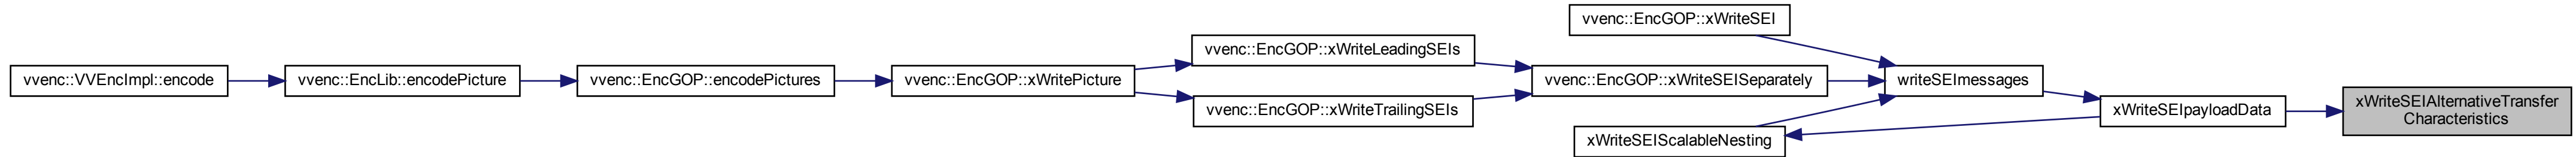 vvenc::VVEncImpl::encode
vvenc::EncLib::encodePicture
vvenc::EncGOP::encodePictures
vvenc::EncGOP::xWritePicture
vvenc::EncGOP::xWriteLeadingSEIs
vvenc::EncGOP::xWriteTrailingSEIs
vvenc::EncGOP::xWriteSEI
vvenc::EncGOP::xWriteSEISeparately
xWriteSEIScalableNesting
writeSEImessages
xWriteSEIpayloadData
xWriteSEIAlternativeTransfer
Characteristics